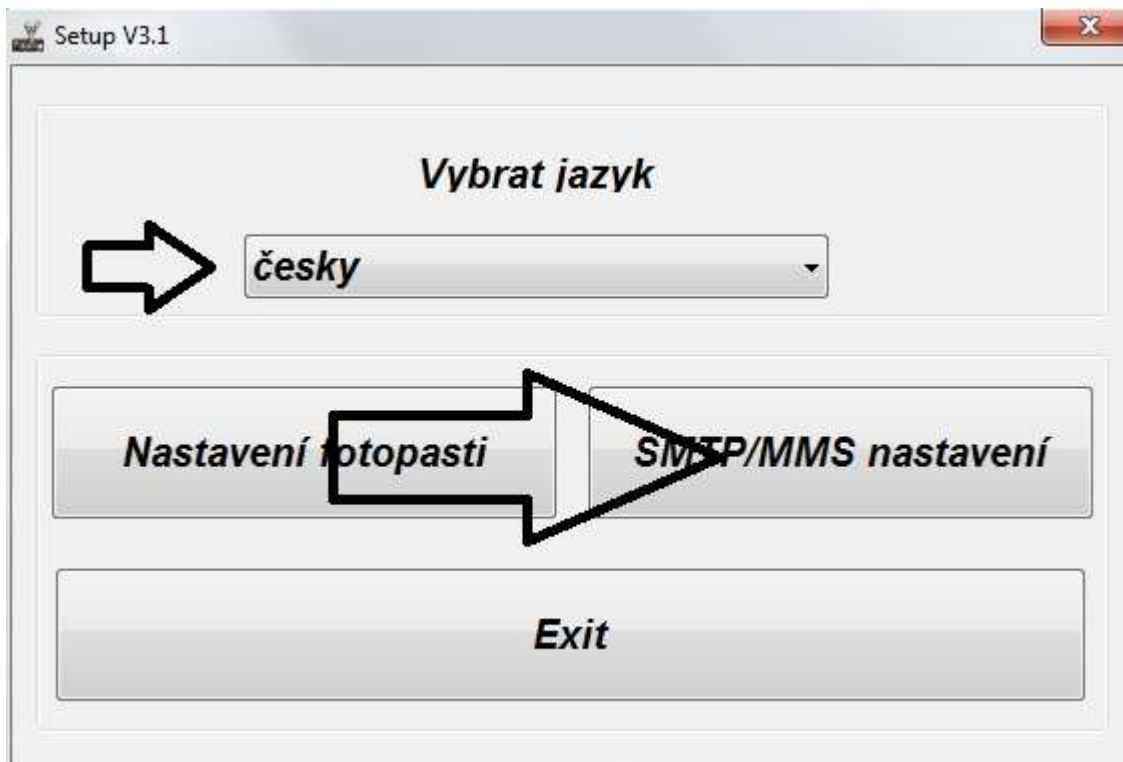 Setup V3.1
Vybrat jazyk
česky
Nastavení fotopasti
SMTP/MMS nastavení
Exit